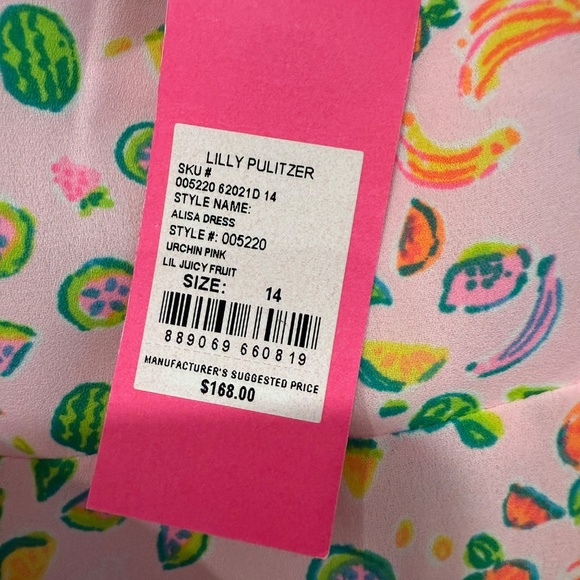 LILLY PULITZER
SKU #
005220 62021D 14
STYLE NAME:
ALISA DRESS
STYLE #: 005220
URCHIN PINK
LIL JUICY FRUIT
SIZE: 14
889069 660819
MANUFACTURER'S SUGGESTED PRICE
$168.00